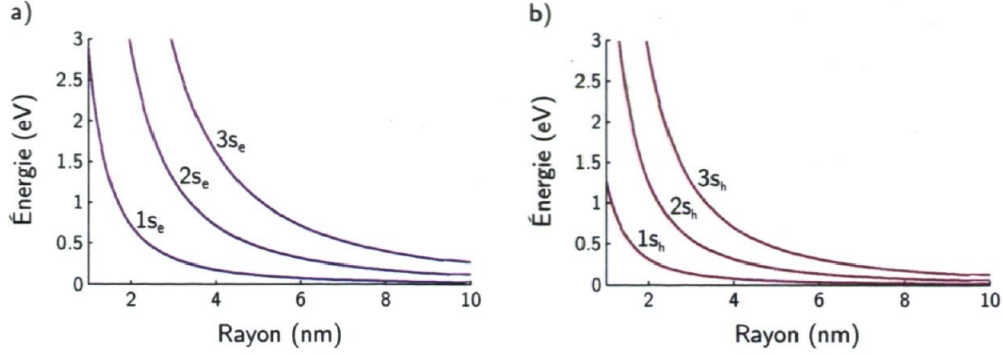 a)
Énergie (eV)
3
2.5
2
1.5
1
0.5
0
3s_e
2s_e
1s_e
2 4 6 8 10
Rayon (nm)
b)
Énergie (eV)
3
2.5
2
1.5
1
0.5
0
3s_h
2s_h
1s_h
2 4 6 8 10
Rayon (nm)